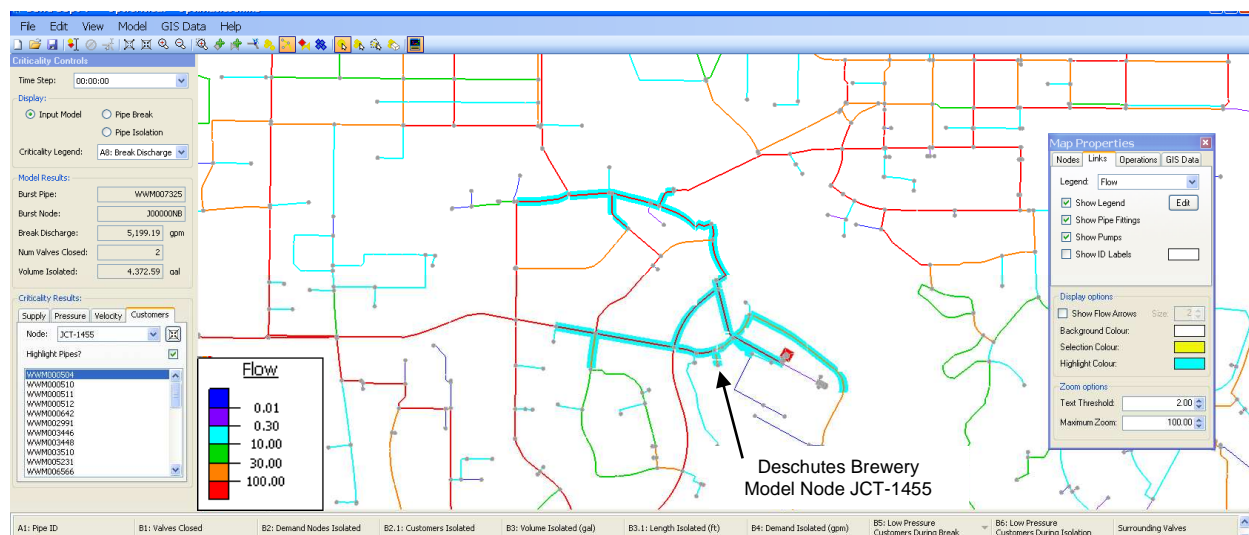 File Edit View Model GIS Data Help
Criticality Controls
Time Step: 00:00:00
Display:
Input Model
Pipe Break
Pipe Isolation
Criticality Legend: A8: Break Discharge
Model Results:
Burst Pipe: WWM007325
Burst Node: J00000NB
Break Discharge: 5,199.19 gpm
Num Valves Closed: 2
Volume Isolated: 4,372.59 gal
Criticality Results:
Supply Pressure Velocity Customers
Node: JCT-1455
Highlight Pipes?
WWM000504
WWM000510
WWM000511
WWM000512
WWM000642
WWM002991
WWM003446
WWM003448
WWM003510
WWM005231
WWM006566
Flow
0.01
0.30
10.00
30.00
100.00
Deschutes Brewery
Model Node JCT-1455
Map Properties
Nodes Links Operations GIS Data
Legend: Flow
Show Legend Edit
Show Pipe Fittings
Show Pumps
Show ID Labels
Display options
Show Flow Arrows Size: 2
Background Colour:
Selection Colour:
Highlight Colour:
Zoom options
Text Threshold: 2.00
Maximum Zoom: 100.00
A1: Pipe ID B1: Valves Closed B2: Demand Nodes Isolated B2.1: Customers Isolated B3: Volume Isolated (gal) B3.1: Length Isolated (ft) B4: Demand Isolated (gpm) B5: Low Pressure Customers During Break B6: Low Pressure Customers During Isolation Surrounding Valves